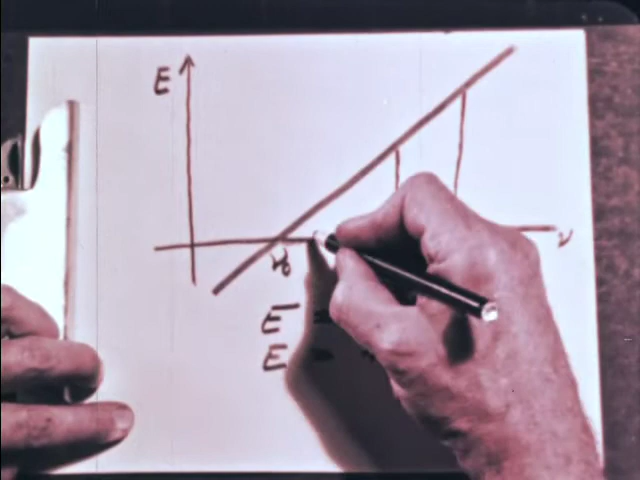 E
ν
ν₀
E =
E =